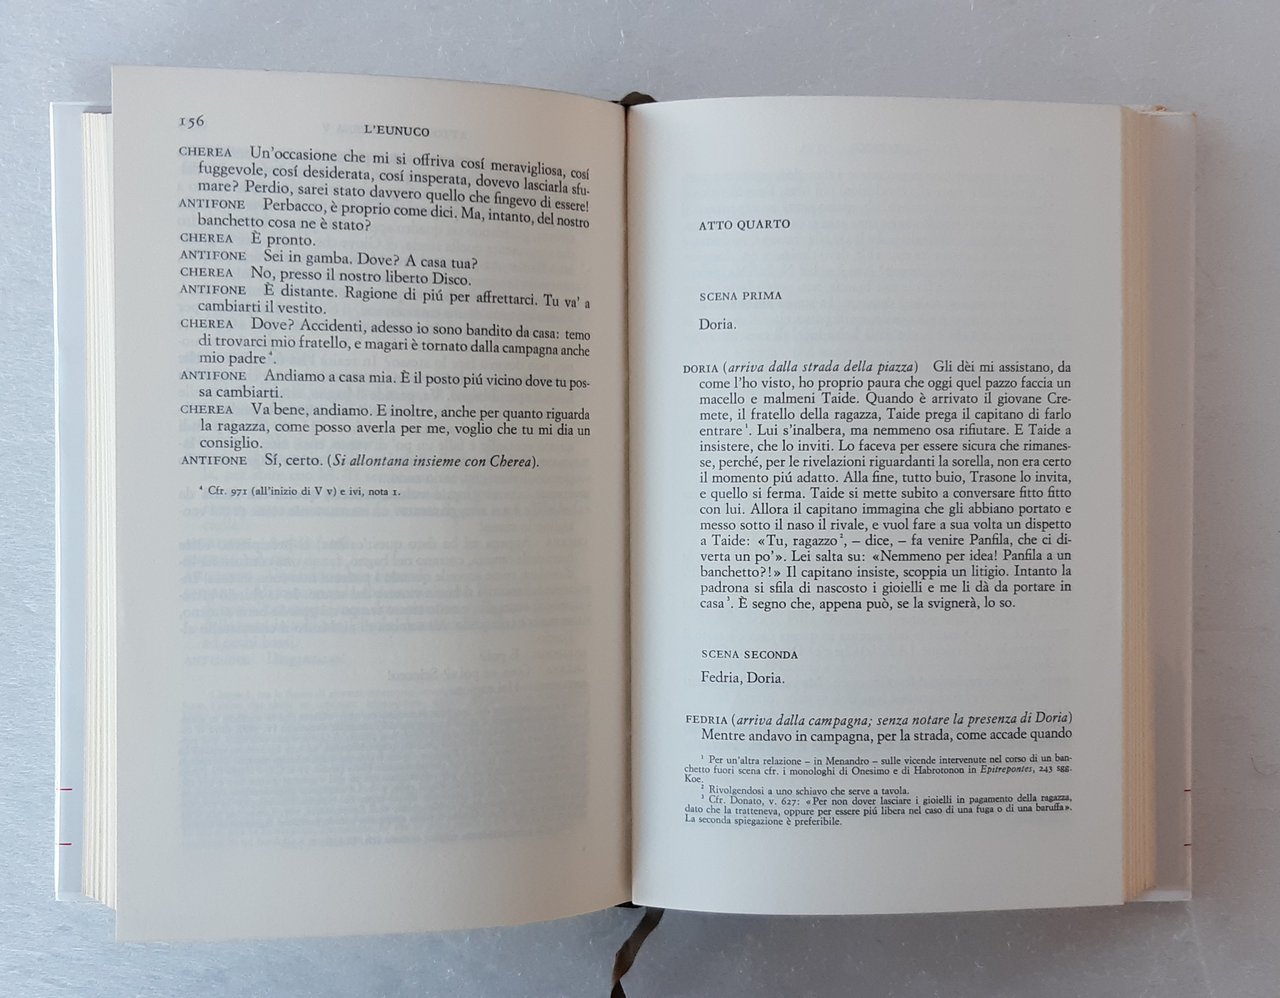 156
L'EUNUCO
CHEREA Un'occasione che mi si offriva cosí meravigliosa, cosí
fuggevole, cosí desiderata, cosí insperata, dovevo lasciarla sfu-
mare? Perdio, sarei stato davvero quello che fingevo di essere!
ANTIFONE Perbacco, è proprio come dici. Ma, intanto, del nostro
banchetto cosa ne è stato?
CHEREA È pronto.
ANTIFONE Sei in gamba. Dove? A casa tua?
CHEREA No, presso il nostro liberto Disco.
ANTIFONE È distante. Ragione di piú per affrettarci. Tu va' a
cambiarti il vestito.
CHEREA Dove? Accidenti, adesso io sono bandito da casa: temo
di trovarci mio fratello, e magari è tornato dalla campagna anche
mio padre⁴.
ANTIFONE Andiamo a casa mia. È il posto piú vicino dove tu pos-
sa cambiarti.
CHEREA Va bene, andiamo. E inoltre, anche per quanto riguarda
la ragazza, come posso averla per me, voglio che tu mi dia un
consiglio.
ANTIFONE Sí, certo. (Si allontana insieme con Cherea).
⁴ Cfr. 971 (all'inizio di V v) e ivi, nota 1.
ATTO QUARTO
SCENA PRIMA
Doria.
DORIA (arriva dalla strada della piazza) Gli dèi mi assistano, da
come l'ho visto, ho proprio paura che oggi quel pazzo faccia un
macello e malmeni Taide. Quando è arrivato il giovane Cre-
mete, il fratello della ragazza, Taide prega il capitano di farlo
entrare¹. Lui s'inalbera, ma nemmeno osa rifiutare. E Taide a
insistere, che lo inviti. Lo faceva per essere sicura che rimanes-
se, perché, per le rivelazioni riguardanti la sorella, non era certo
il momento piú adatto. Alla fine, tutto buio, Trasone lo invita,
e quello si ferma. Taide si mette subito a conversare fitto fitto
con lui. Allora il capitano immagina che gli abbiano portato e
messo sotto il naso il rivale, e vuol fare a sua volta un dispetto
a Taide: «Tu, ragazzo², – dice, – fa venire Panfila, che ci di-
verta un po'». Lei salta su: «Nemmeno per idea! Panfila a un
banchetto?!» Il capitano insiste, scoppia un litigio. Intanto la
padrona si sfila di nascosto i gioielli e me li dà da portare in
casa³. È segno che, appena può, se la svignerà, lo so.
SCENA SECONDA
Fedria, Doria.
FEDRIA (arriva dalla campagna; senza notare la presenza di Doria)
Mentre andavo in campagna, per la strada, come accade quando
¹ Per un'altra relazione – in Menandro – sulle vicende intervenute nel corso di un ban-
chetto fuori scena cfr. i monologhi di Onesimo e di Habrotonon in Epitrepontes, 243 sgg.
Koe.
² Rivolgendosi a uno schiavo che serve a tavola.
³ Cfr. Donato, v. 627: «Per non dover lasciare i gioielli in pagamento della ragazza,
dato che la tratteneva, oppure per essere piú libera nel caso di una fuga o di una baruffa».
La seconda spiegazione è preferibile.